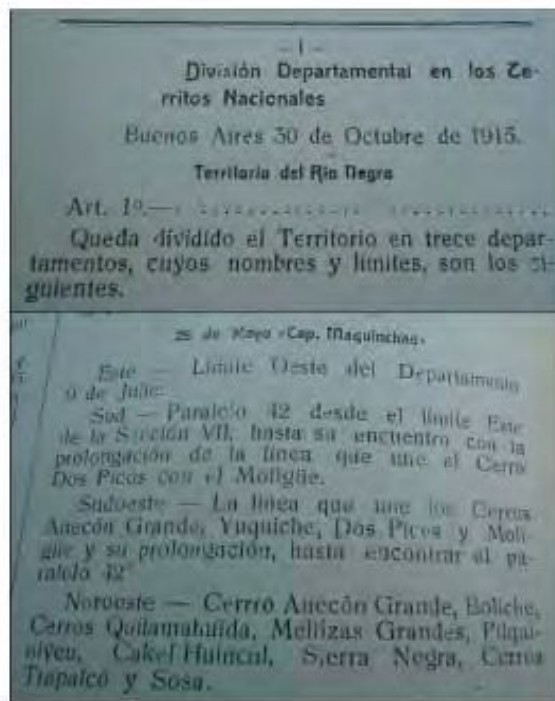 - 1 -
División Departamental en los Te-
rritos Nacionales
Buenos Aires 30 de Octubre de 1915.
Territorio del Rio Negro
Art. 1º.—
Queda dividido el Territorio en trece depar-
tamentos, cuyos nombres y limites, son los si-
guientes.
25 de Mayo «Cap. Maquinchao»
Este — Limite Oeste del Departamento
9 de Julio.
Sud — Paralelo 42 desde el limite Este
de la Sección VII, hasta su encuentro con la
prolongación de la linea que une el Cerro
Dos Picos con el Moligüe.
Sudoeste — La linea que une los Cerros
Anecón Grande, Yuquiche, Dos Picos y Moli-
güe y su prolongación, hasta encontrar el pa-
ralelo 42
Noroeste — Cerrro Anecón Grande, Boliche,
Cerros Quilamahuida, Mellizas Grandes, Pilqui-
niyeu, Cakel Huincul, Sierra Negra, Cerros
Trapalcó y Sosa.